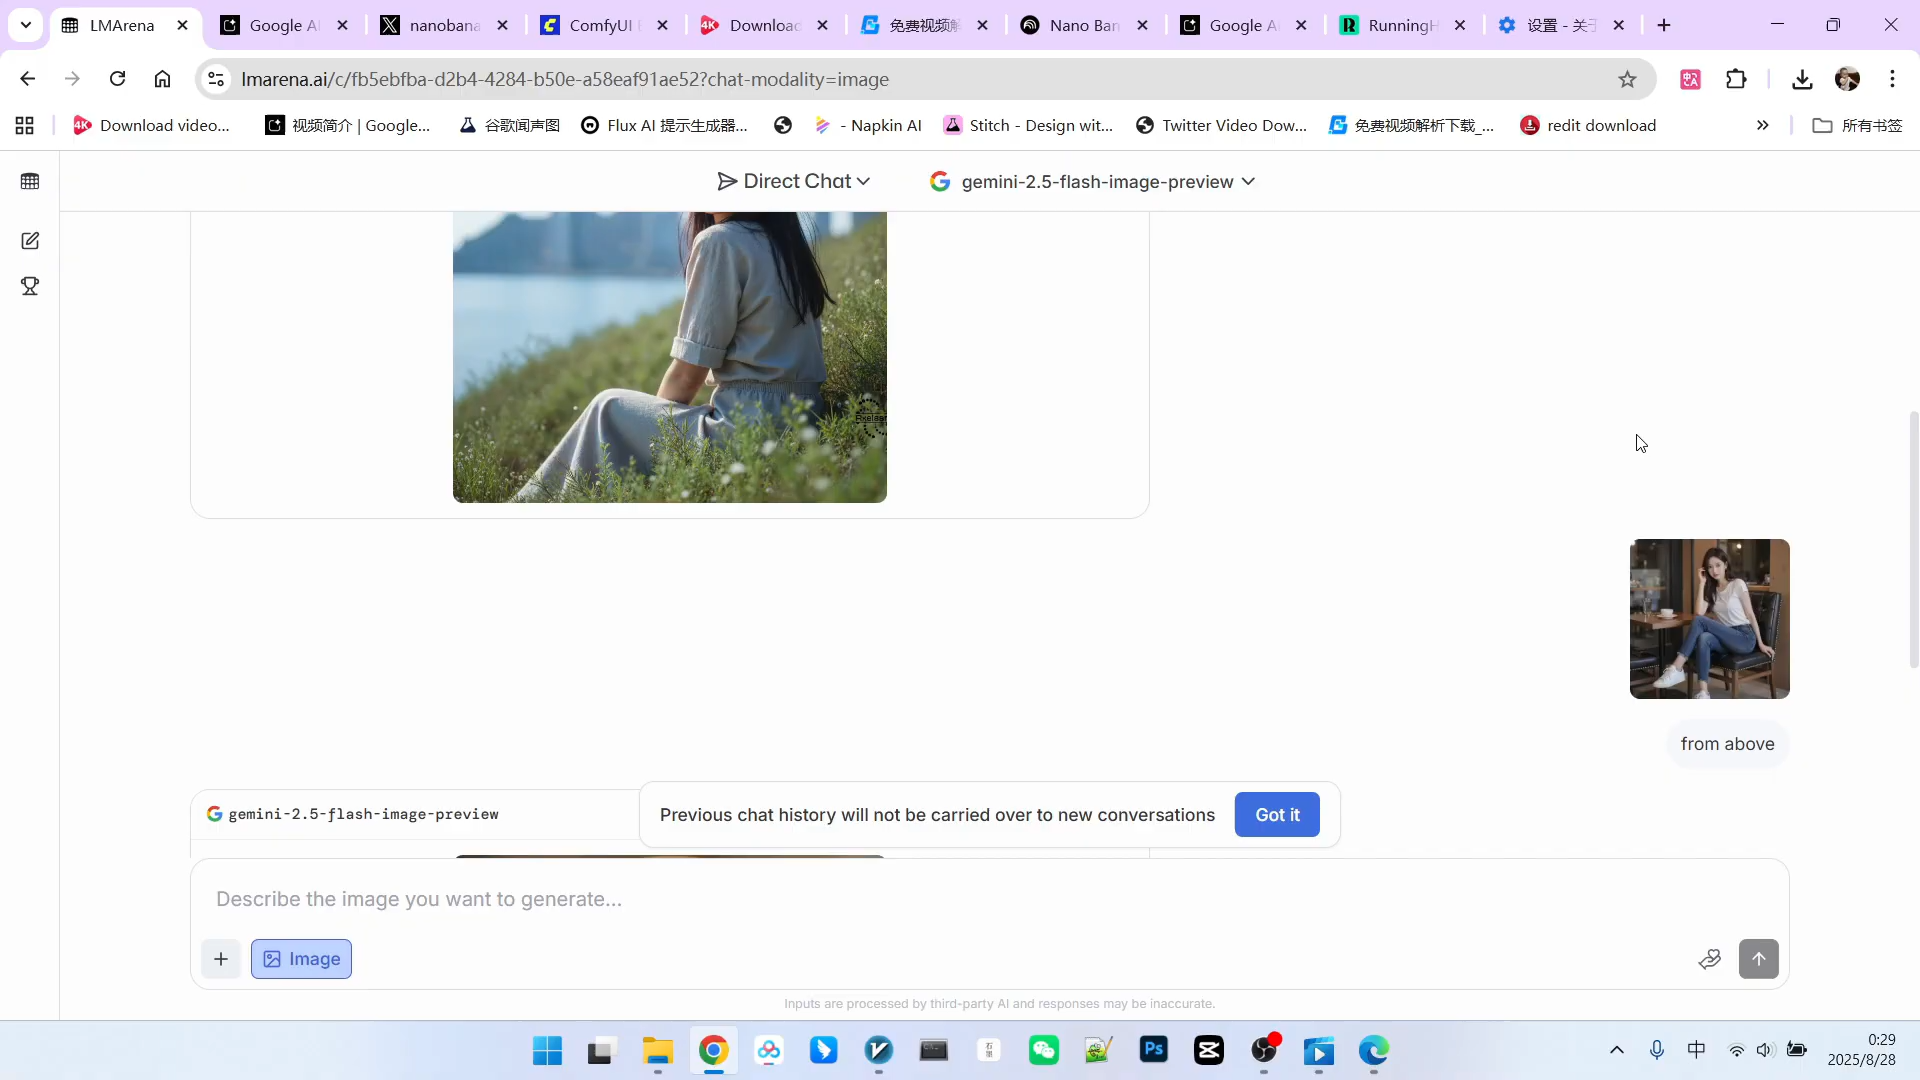 LMArena
Google AI
nanobana
ComfyUI
Download
免费视频解
Nano Ban
Google AI
RunningH
设置 - 关于
lmarena.ai/c/fb5ebfba-d2b4-4284-b50e-a58eaf91ae52?chat-modality=image
Download video...
视频简介 | Google...
谷歌闻声图
Flux AI 提示生成器...
- Napkin AI
Stitch - Design wit...
Twitter Video Dow...
免费视频解析下载_...
redit download
所有书签
Direct Chat
gemini-2.5-flash-image-preview
from above
gemini-2.5-flash-image-preview
Previous chat history will not be carried over to new conversations
Got it
Describe the image you want to generate...
Image
Inputs are processed by third-party AI and responses may be inaccurate.
Ps
中
0:29
2025/8/28